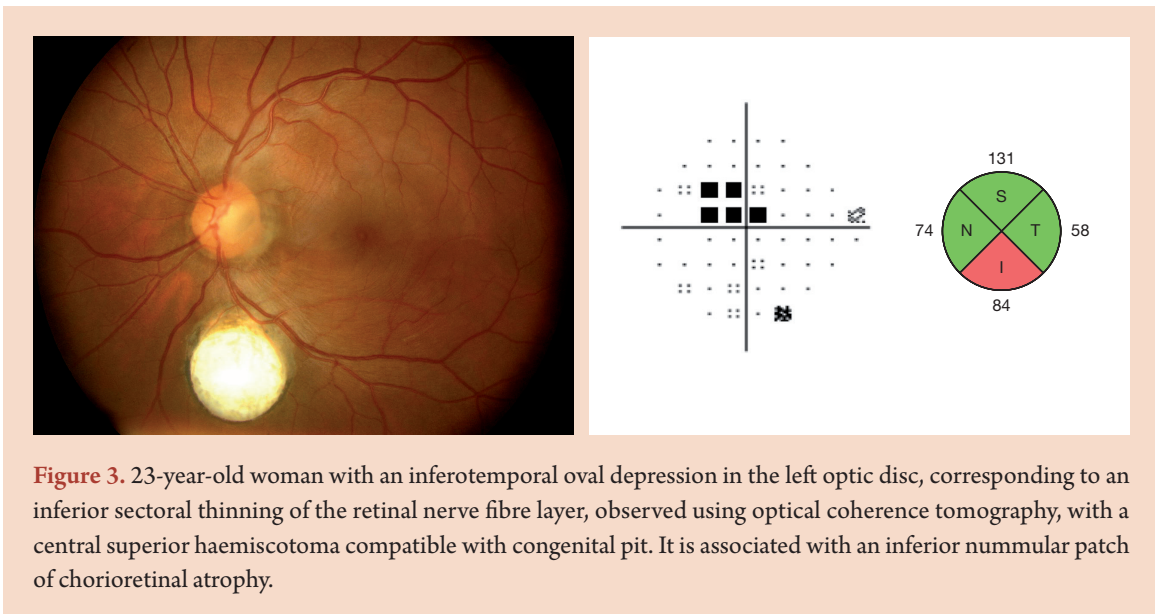 131
S
74
N
T
58
I
84
Figure 3. 23-year-old woman with an inferotemporal oval depression in the left optic disc, corresponding to an
inferior sectoral thinning of the retinal nerve fibre layer, observed using optical coherence tomography, with a
central superior haemiscotoma compatible with congenital pit. It is associated with an inferior nummular patch
of chorioretinal atrophy.